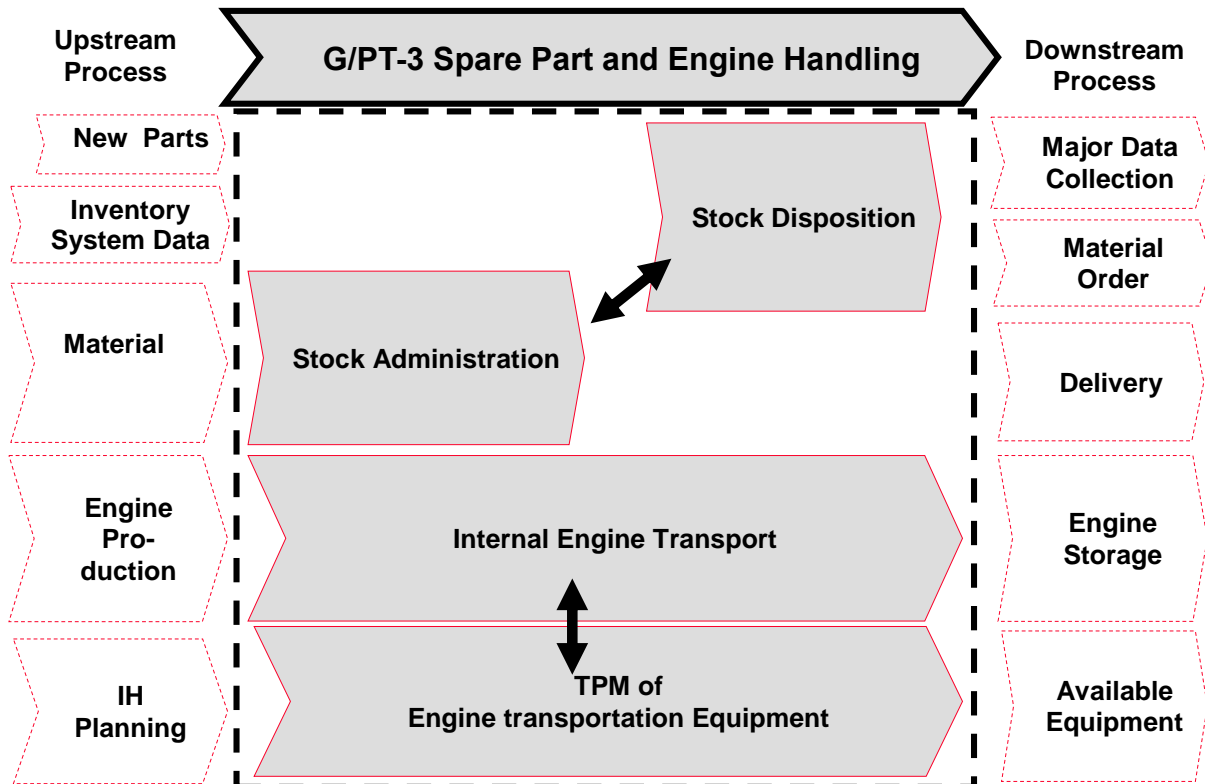 Upstream
Process
G/PT-3 Spare Part and Engine Handling
Downstream
Process
New Parts
Inventory
System Data
Material
Engine
Pro-
duction
IH
Planning
Stock Disposition
Stock Administration
Internal Engine Transport
TPM of
Engine transportation Equipment
Major Data
Collection
Material
Order
Delivery
Engine
Storage
Available
Equipment